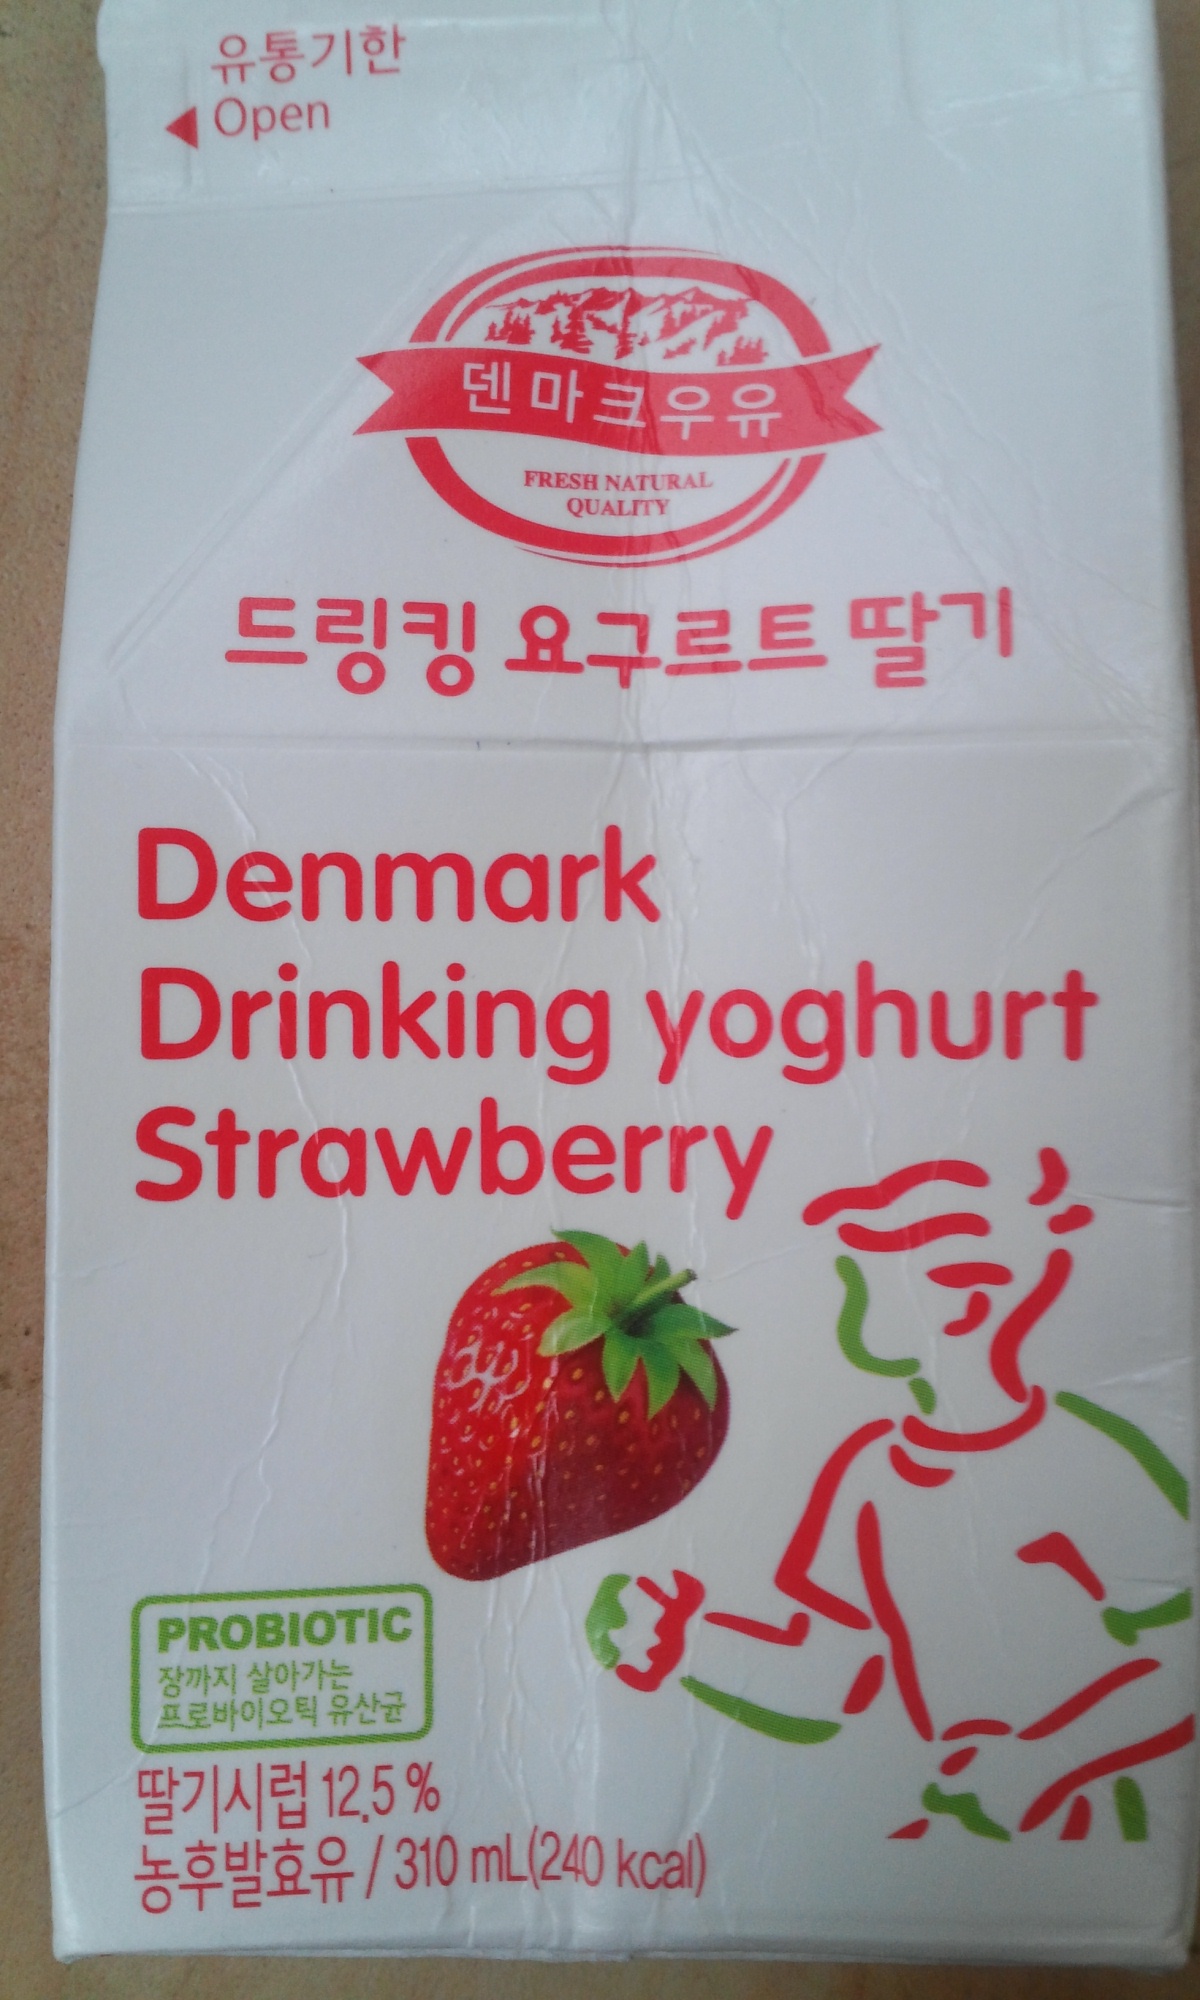 유통기한
Open
덴마크우유
FRESH NATURAL
QUALITY
드링킹 요구르트 딸기
Denmark
Drinking yoghurt
Strawberry
PROBIOTIC
장까지 살아가는
프로바이오틱 유산균
딸기시럽 12.5 %
농후발효유 / 310 mL(240 kcal)